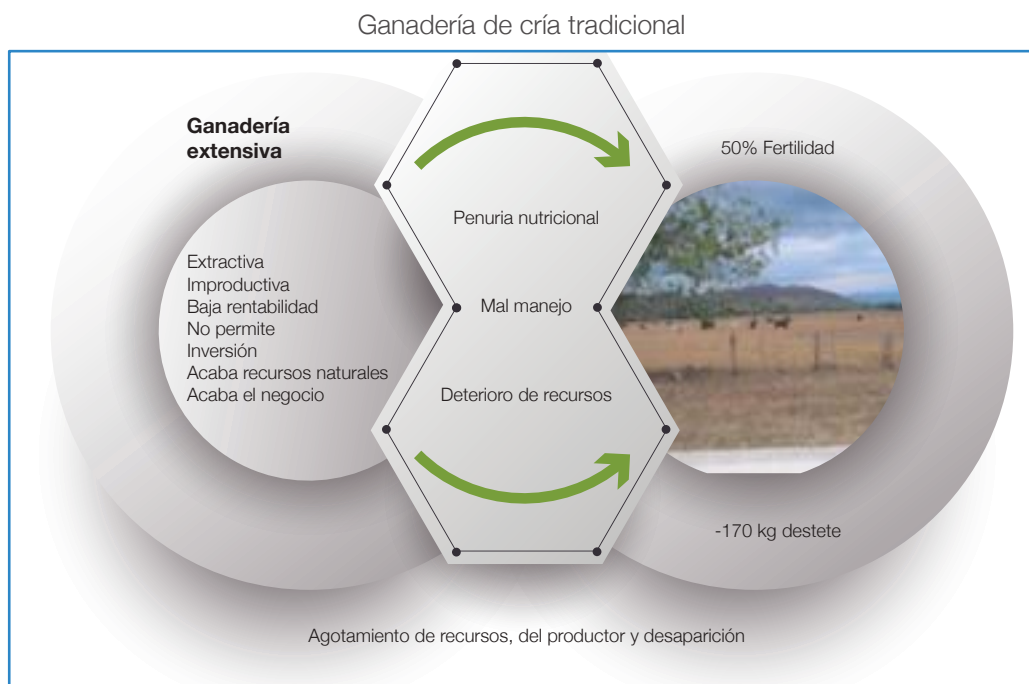 Ganadería de cría tradicional
Ganadería
extensiva
Extractiva
Improductiva
Baja rentabilidad
No permite
Inversión
Acaba recursos naturales
Acaba el negocio
Penuria nutricional
Mal manejo
Deterioro de recursos
50% Fertilidad
-170 kg destete
Agotamiento de recursos, del productor y desaparición